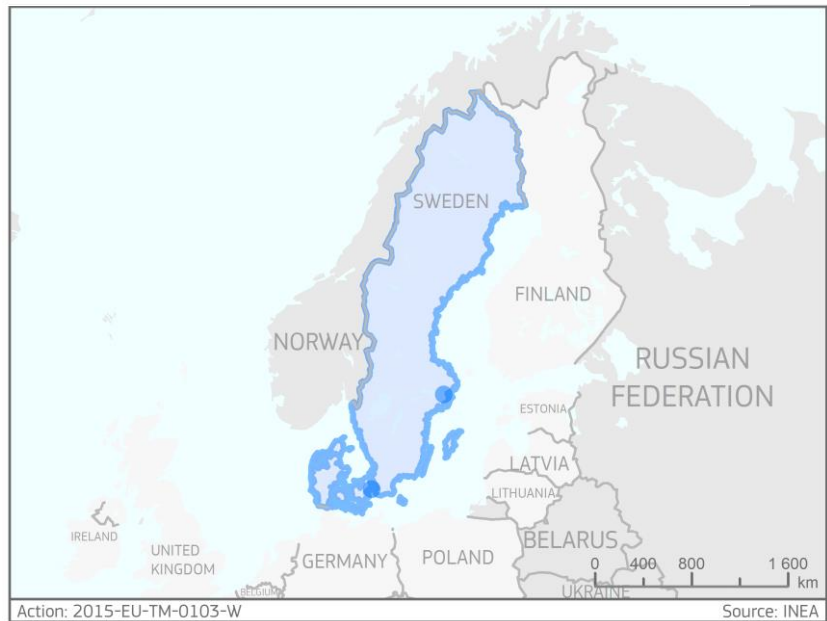 SWEDEN
FINLAND
NORWAY
RUSSIAN
FEDERATION
ESTONIA
LATVIA
LITHUANIA
IRELAND
UNITED
KINGDOM
BELGIUM
GERMANY
POLAND
BELARUS
UKRAINE
0 400 800 1 600
km
Action: 2015-EU-TM-0103-W
Source: INEA